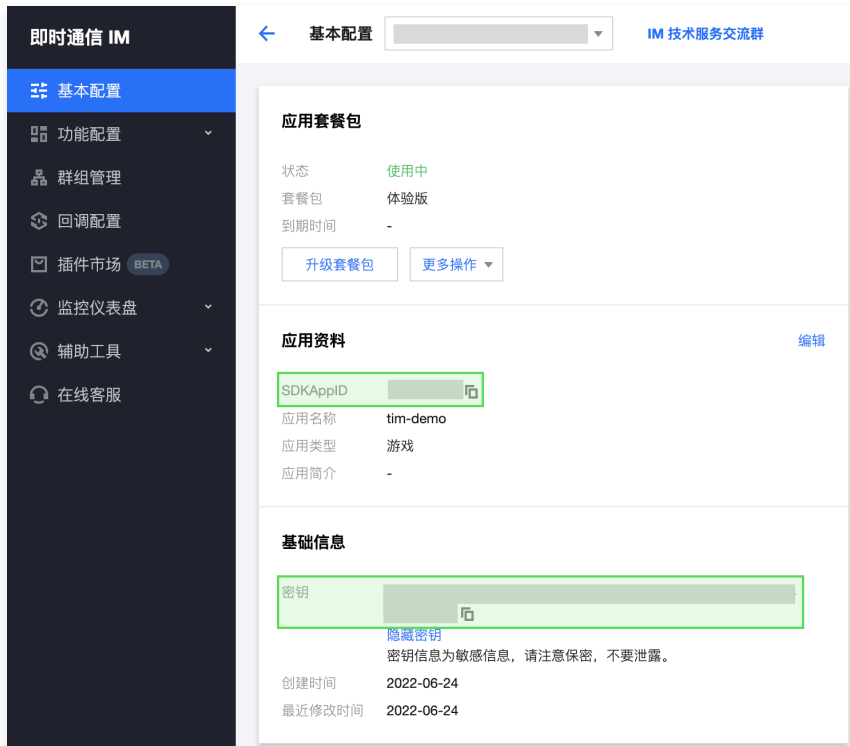 即时通信 IM
基本配置
功能配置
群组管理
回调配置
插件市场 BETA
监控仪表盘
辅助工具
在线客服
基本配置 IM 技术服务交流群
应用套餐包
状态 使用中
套餐包 体验版
到期时间 -
升级套餐包 更多操作
应用资料 编辑
SDKAppID
应用名称 tim-demo
应用类型 游戏
应用简介 -
基础信息
密钥
隐藏密钥
密钥信息为敏感信息，请注意保密，不要泄露。
创建时间 2022-06-24
最近修改时间 2022-06-24